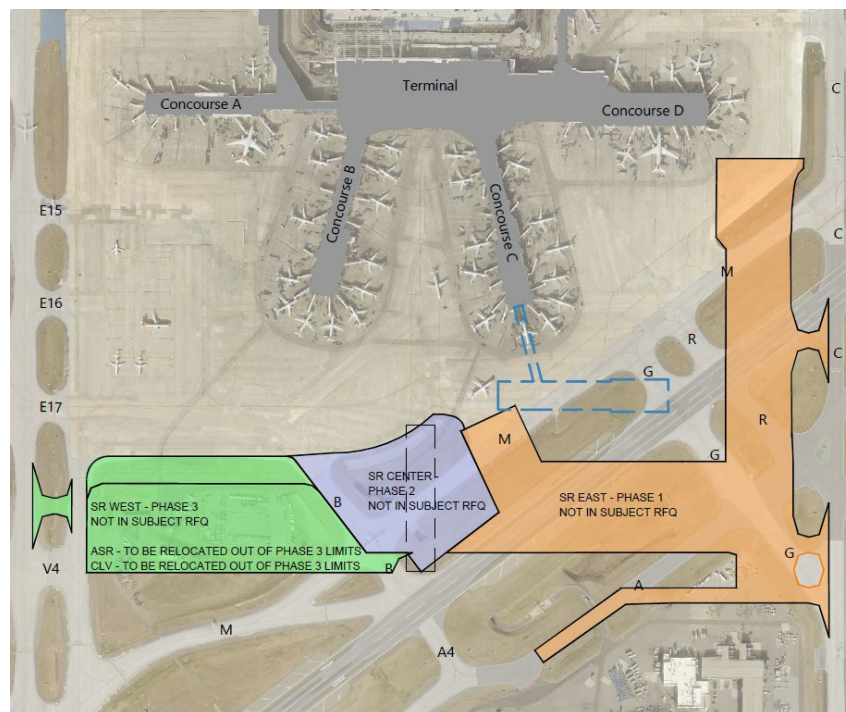 Terminal
C
Concourse A
Concourse D
Concourse B
Concourse C
E15
C
M
E16
R
C
G
E17
R
M
G
SR CENTER -
PHASE 2
NOT IN SUBJECT RFQ
B
SR EAST - PHASE 1
NOT IN SUBJECT RFQ
SR WEST - PHASE 3
NOT IN SUBJECT RFQ
ASR - TO BE RELOCATED OUT OF PHASE 3 LIMITS
CLV - TO BE RELOCATED OUT OF PHASE 3 LIMITS
B
V4
G
A
M
A4